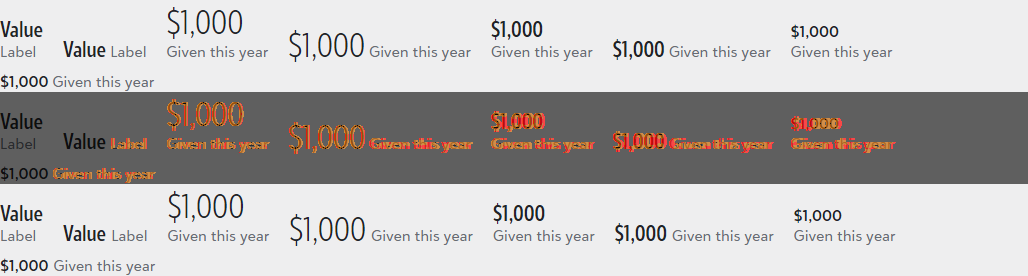 Value
Label Value Label $1,000
Given this year $1,000 Given this year $1,000
Given this year $1,000 Given this year $1,000
Given this year
$1,000 Given this year
Value
Label Value Label $1,000
Given this year $1,000 Given this year $1,000
Given this year $1,000 Given this year $1,000
Given this year
$1,000 Given this year
Value
Label Value Label $1,000
Given this year $1,000 Given this year $1,000
Given this year $1,000 Given this year $1,000
Given this year
$1,000 Given this year